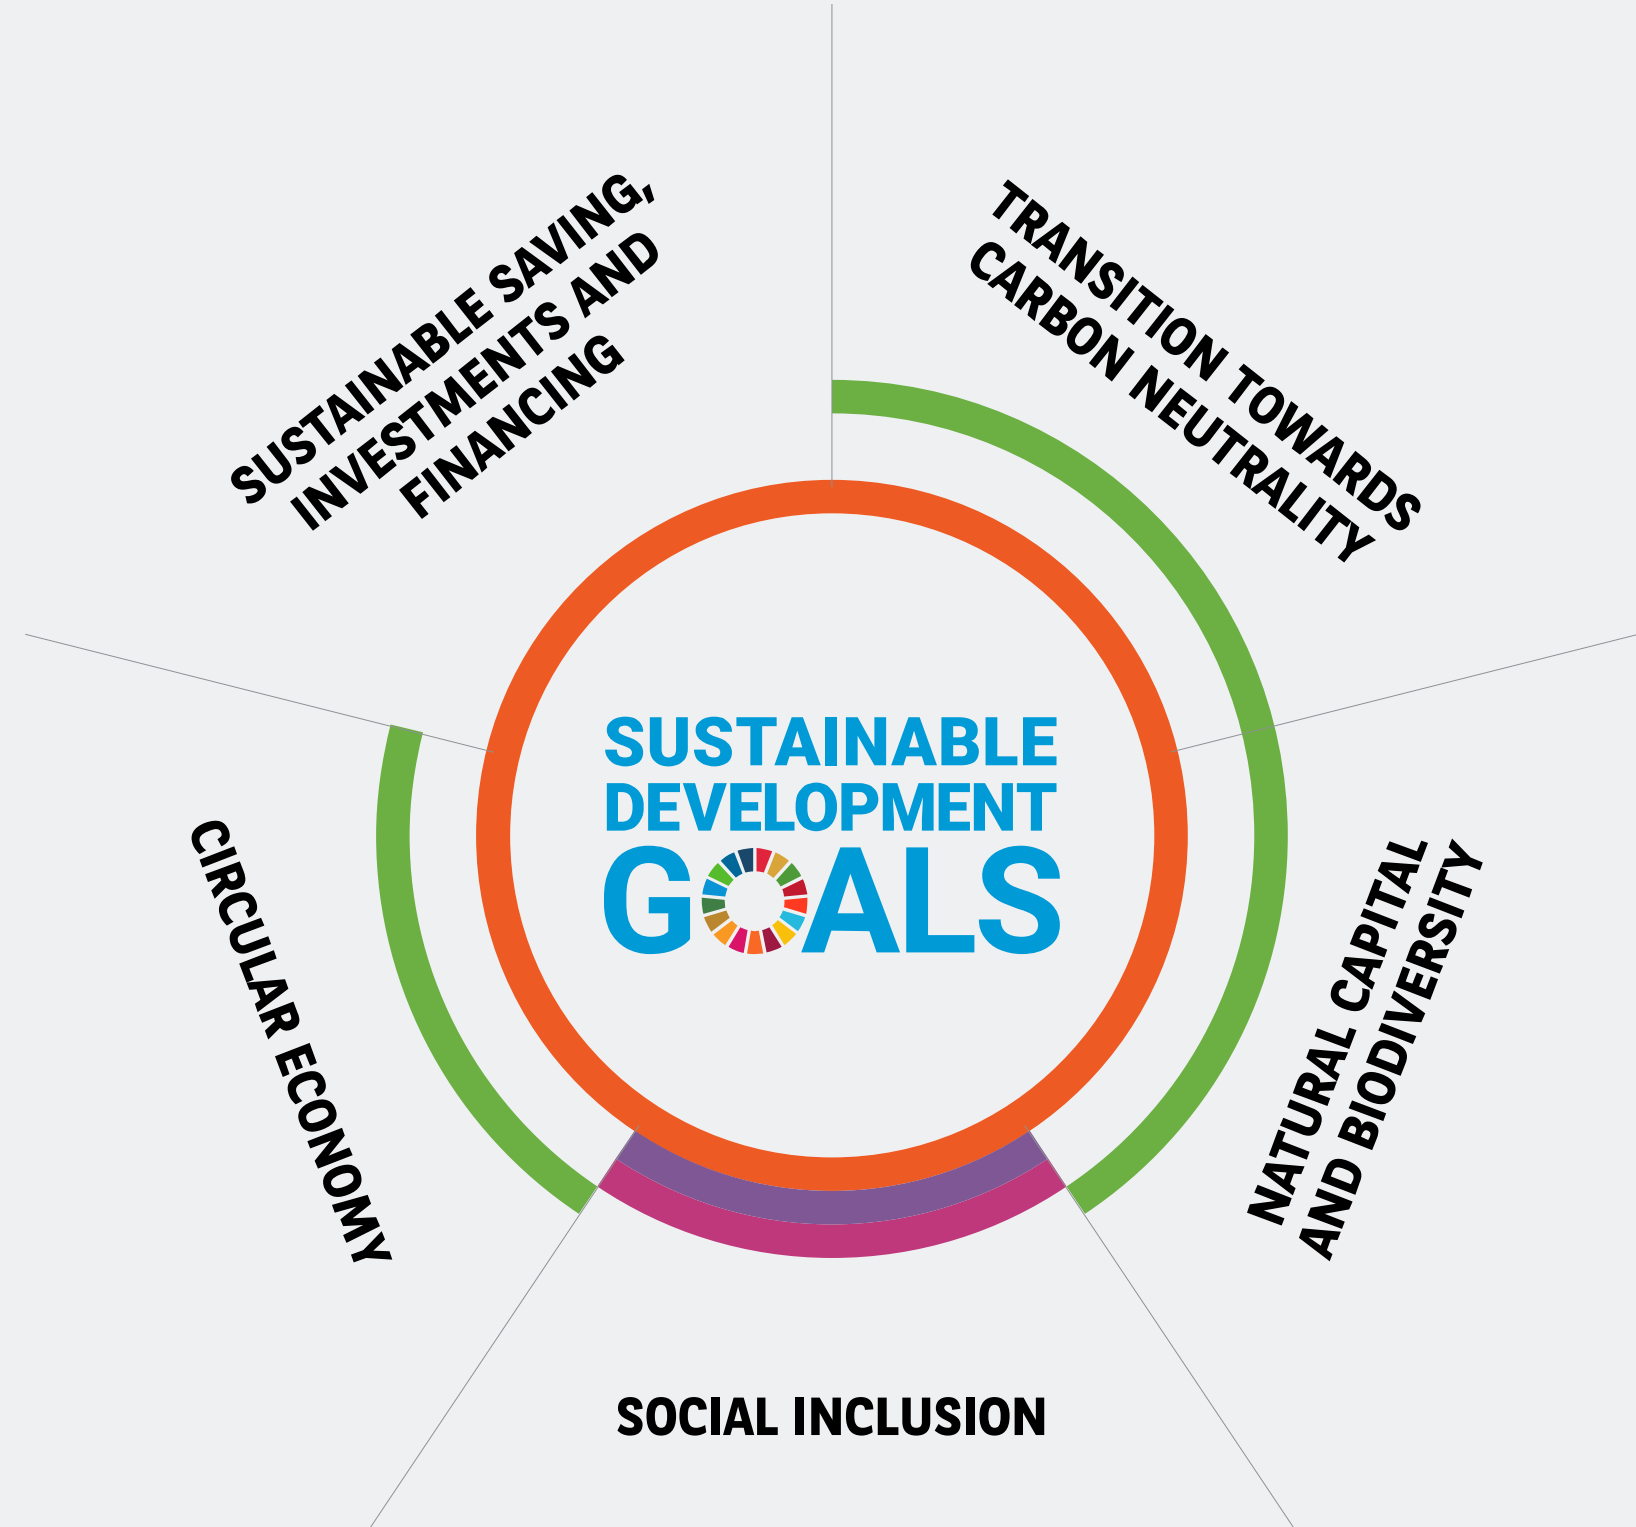 SUSTAINABLE SAVING,
INVESTMENTS AND
FINANCING
TRANSITION TOWARDS
CARBON NEUTRALITY
SUSTAINABLE
DEVELOPMENT
GOALS
CIRCULAR ECONOMY
NATURAL CAPITAL
AND BIODIVERSITY
SOCIAL INCLUSION